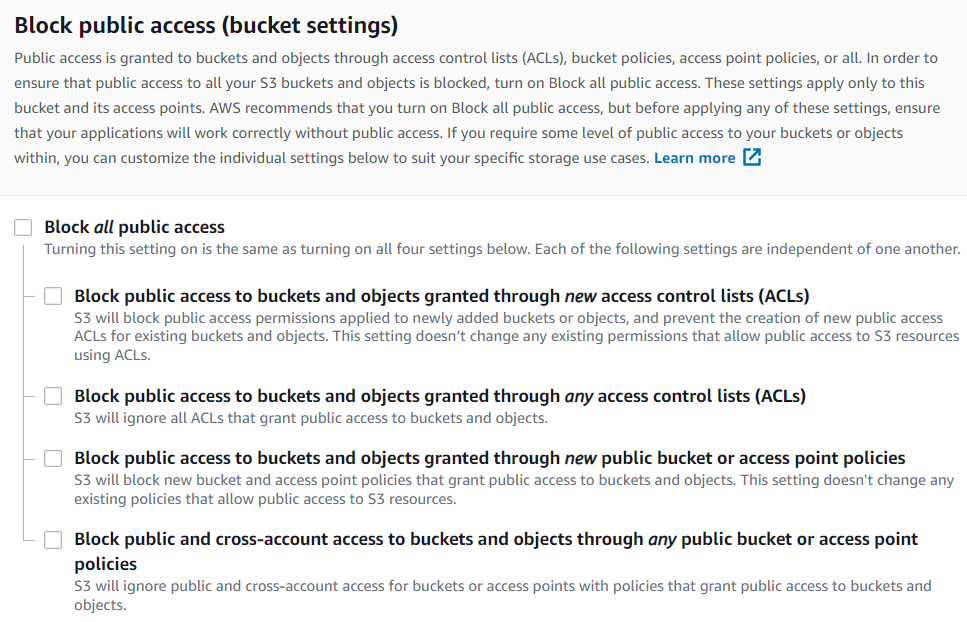 Block public access (bucket settings)
Public access is granted to buckets and objects through access control lists (ACLs), bucket policies, access point policies, or all. In order to
ensure that public access to all your S3 buckets and objects is blocked, turn on Block all public access. These settings apply only to this
bucket and its access points. AWS recommends that you turn on Block all public access, but before applying any of these settings, ensure
that your applications will work correctly without public access. If you require some level of public access to your buckets or objects
within, you can customize the individual settings below to suit your specific storage use cases. Learn more
Block all public access
Turning this setting on is the same as turning on all four settings below. Each of the following settings are independent of one another.
Block public access to buckets and objects granted through new access control lists (ACLs)
S3 will block public access permissions applied to newly added buckets or objects, and prevent the creation of new public access
ACLs for existing buckets and objects. This setting doesn’t change any existing permissions that allow public access to S3 resources
using ACLs.
Block public access to buckets and objects granted through any access control lists (ACLs)
S3 will ignore all ACLs that grant public access to buckets and objects.
Block public access to buckets and objects granted through new public bucket or access point policies
S3 will block new bucket and access point policies that grant public access to buckets and objects. This setting doesn't change any
existing policies that allow public access to S3 resources.
Block public and cross-account access to buckets and objects through any public bucket or access point
policies
S3 will ignore public and cross-account access for buckets or access points with policies that grant public access to buckets and
objects.